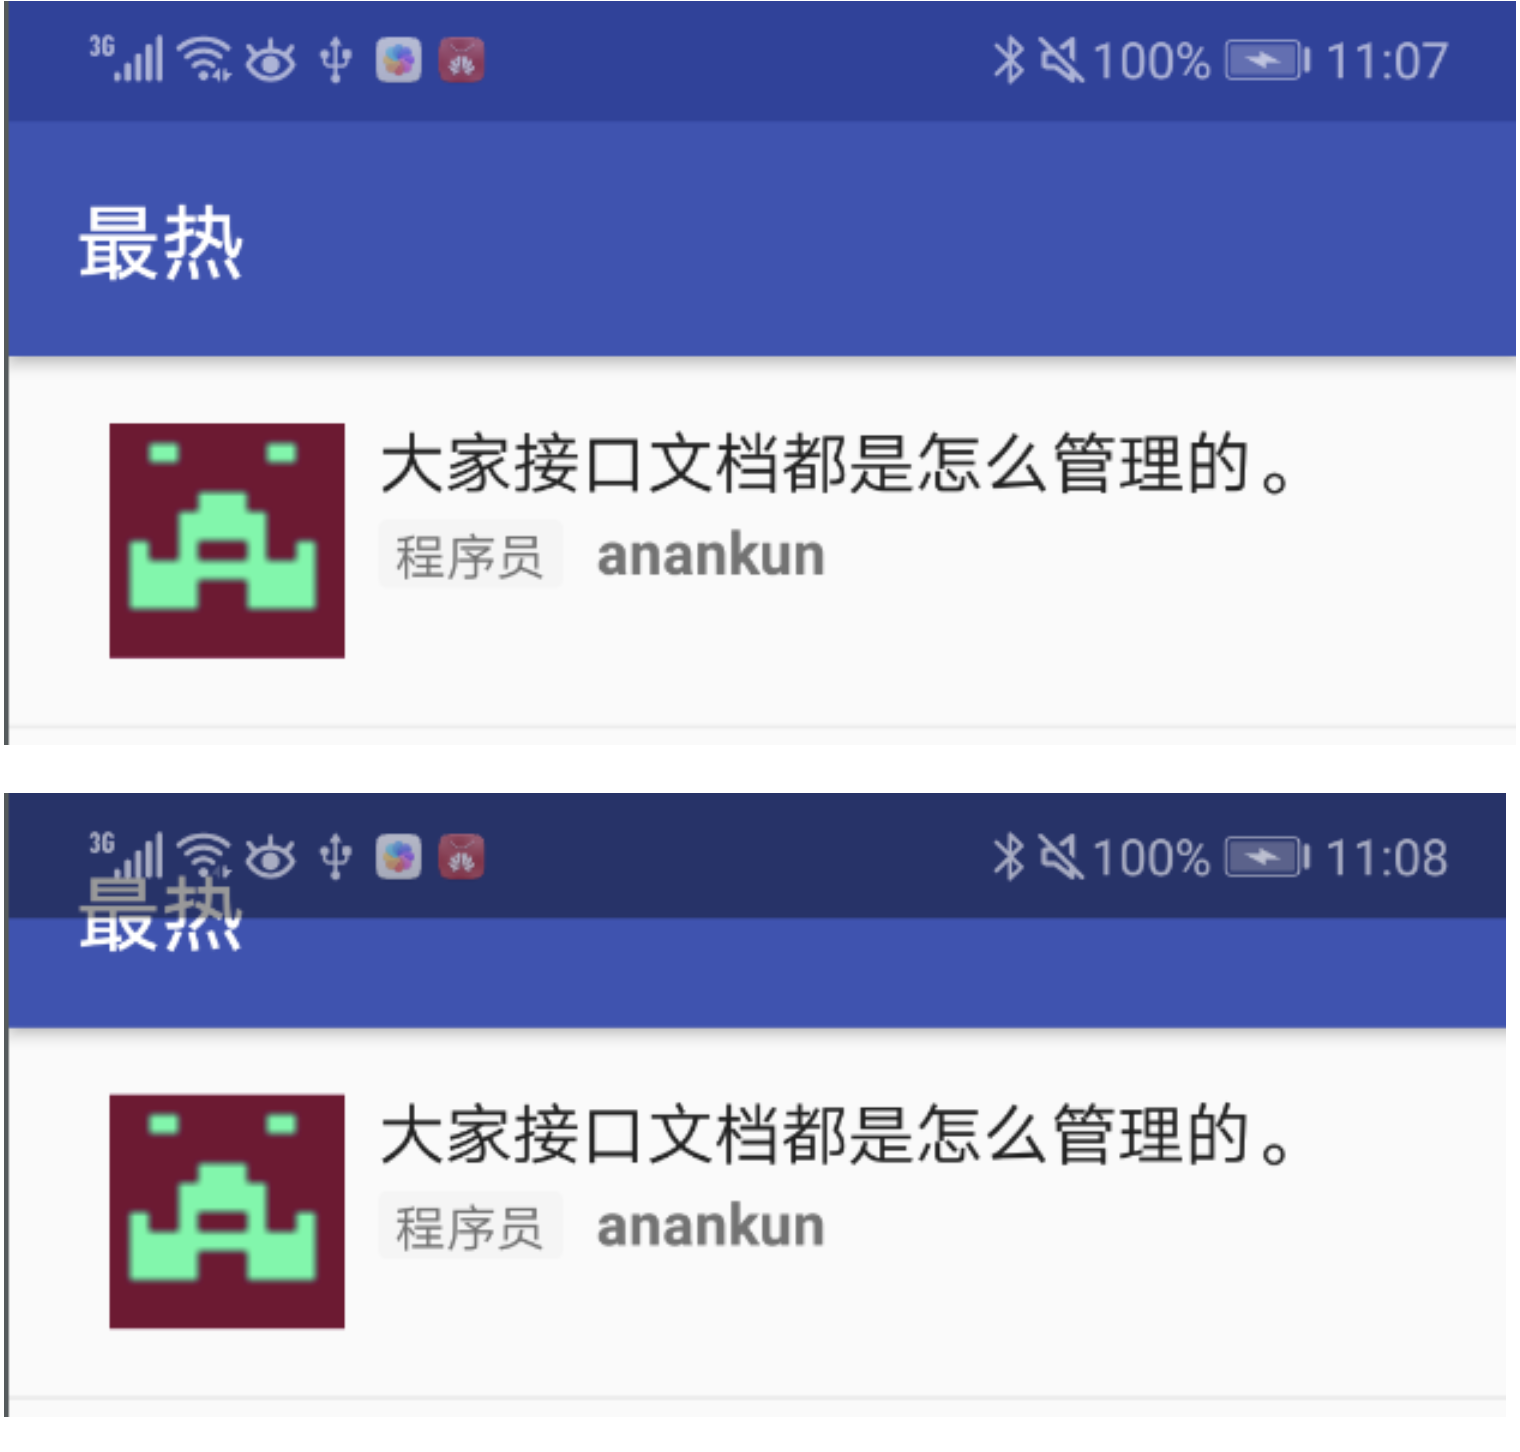 3G 100% 11:07
最热
大家接口文档都是怎么管理的。
程序员 anankun
3G 100% 11:08
最热
大家接口文档都是怎么管理的。
程序员 anankun